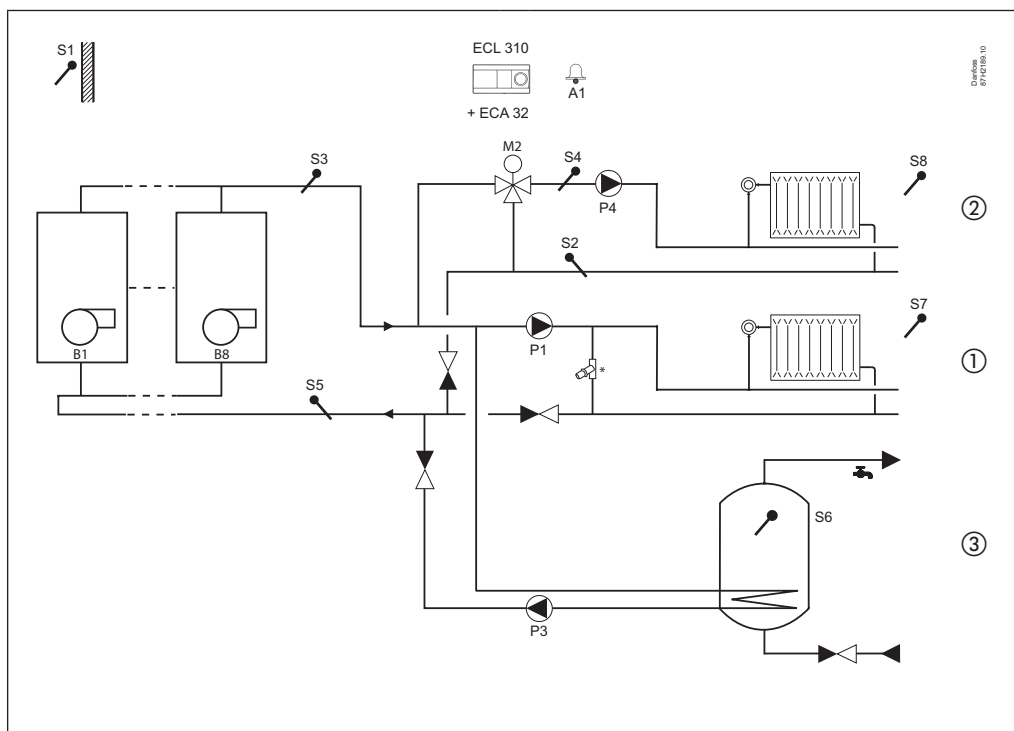 S1
ECL 310
A1
+ ECA 32
Danfoss
87H2189.10
M2
S3
S4
P4
S8
②
S2
B1
B8
P1
*
S7
①
S5
S6
③
P3